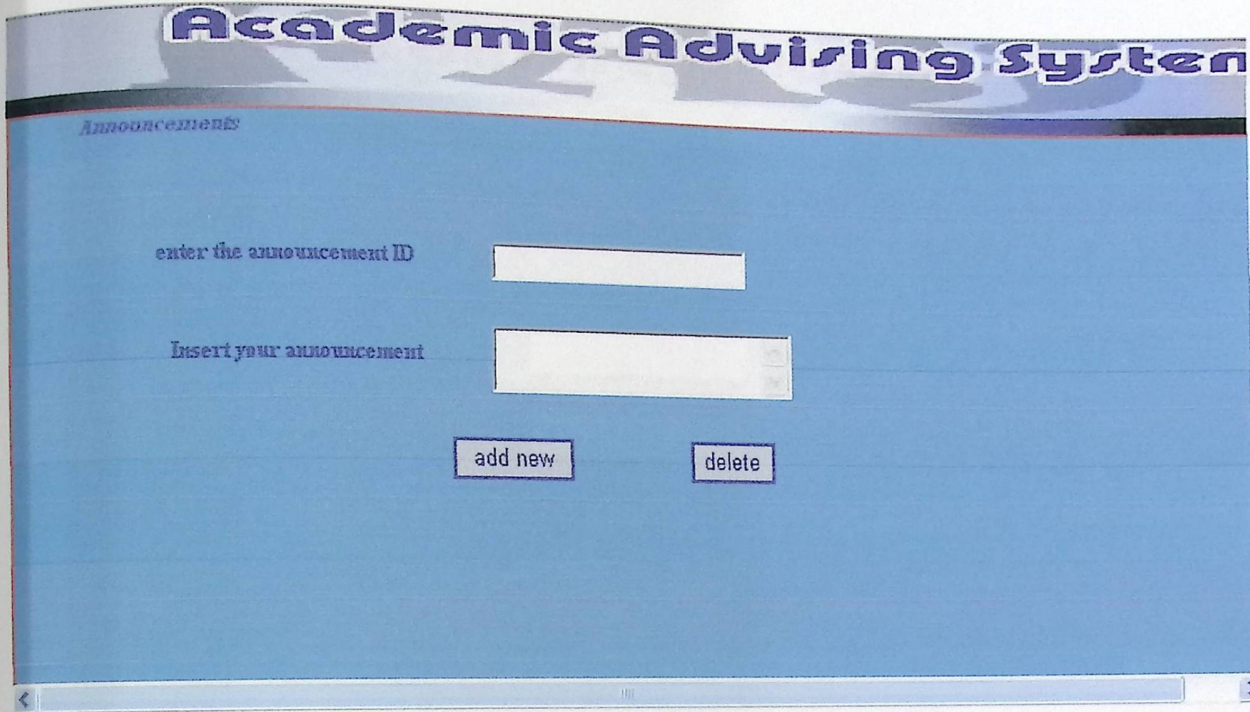 Academic Advising System
Announcements
enter the announcement ID
Insert your announcement
add new
delete